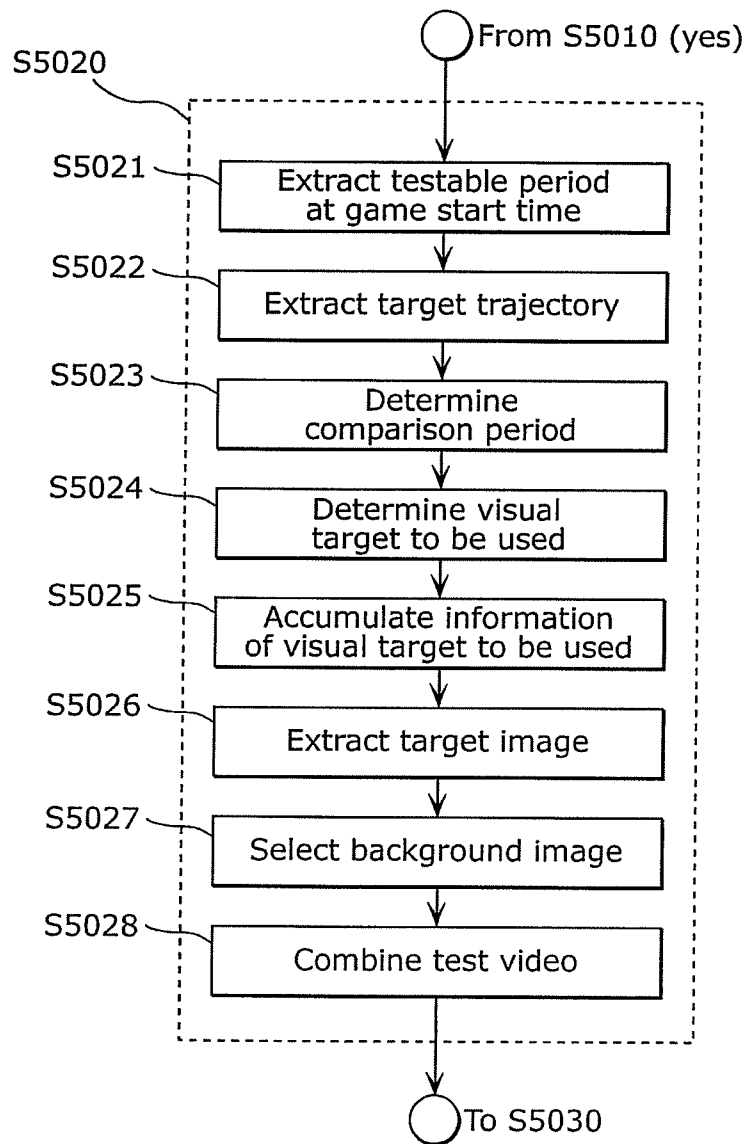 From S5010 (yes)
S5020
S5021
Extract testable period
at game start time
S5022
Extract target trajectory
S5023
Determine
comparison period
S5024
Determine visual
target to be used
S5025
Accumulate information
of visual target to be used
S5026
Extract target image
S5027
Select background image
S5028
Combine test video
To S5030